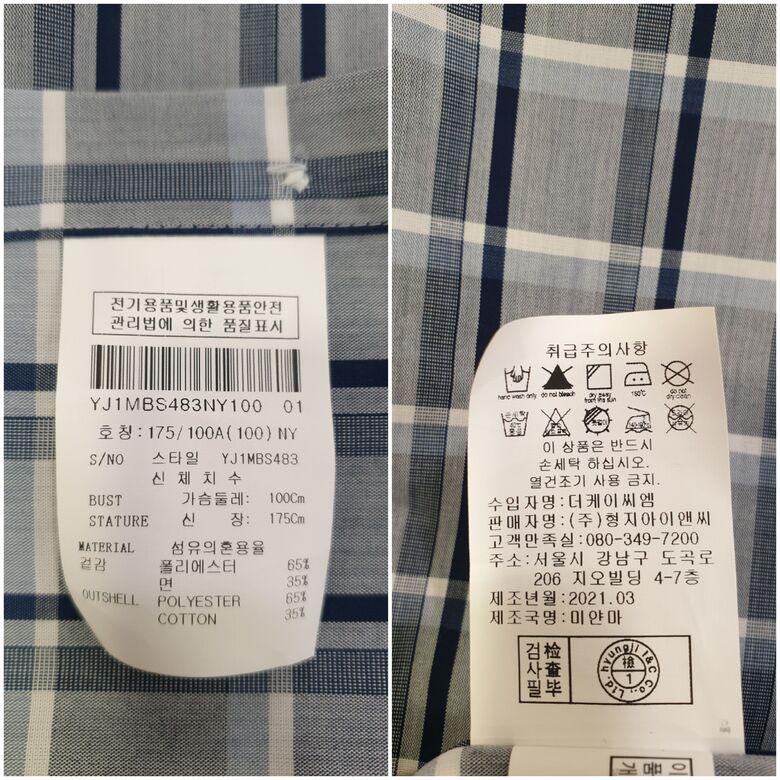 전기용품및생활용품안전
관리법에 의한 품질표시
YJ1MBS483NY100 01
호칭:175/100A(100)NY
S/NO 스타일 YJ1MBS483
신체치수
BUST 가슴둘레: 100Cm
STATURE 신 장: 175Cm
MATERIAL 섬유의혼용율
겉감 폴리에스터 65%
면 35%
OUTSHELL POLYESTER 65%
COTTON 35%
취급주의사항
hand wash only do not bleach dry away from the sun 150℃ do not dry clean
이 상품은 반드시
손세탁 하십시오.
열건조기 사용 금지.
수입자명:더케이씨엠
판매자명:(주)형지아이앤씨
고객만족실:080-349-7200
주소:서울시 강남구 도곡로
206 지오빌딩 4-7층
제조년월:2021.03
제조국명:미얀마
검사필 检查毕
hyungji I&C Co., Ltd.
檢
1